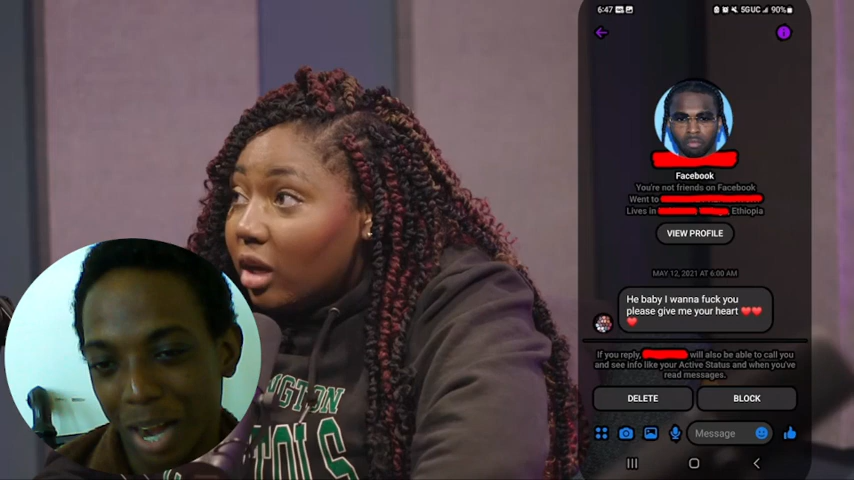 6:47
5GUC
90%
Facebook
You're not friends on Facebook
Went to
Lives in
, Ethiopia
VIEW PROFILE
MAY 12, 2021 AT 6:00 AM
He baby I wanna fuck you
please give me your heart ❤️❤️
❤️
If you reply, will also be able to call you
and see info like your Active Status and when you've
read messages.
DELETE
BLOCK
Message
NGTON
TOLS